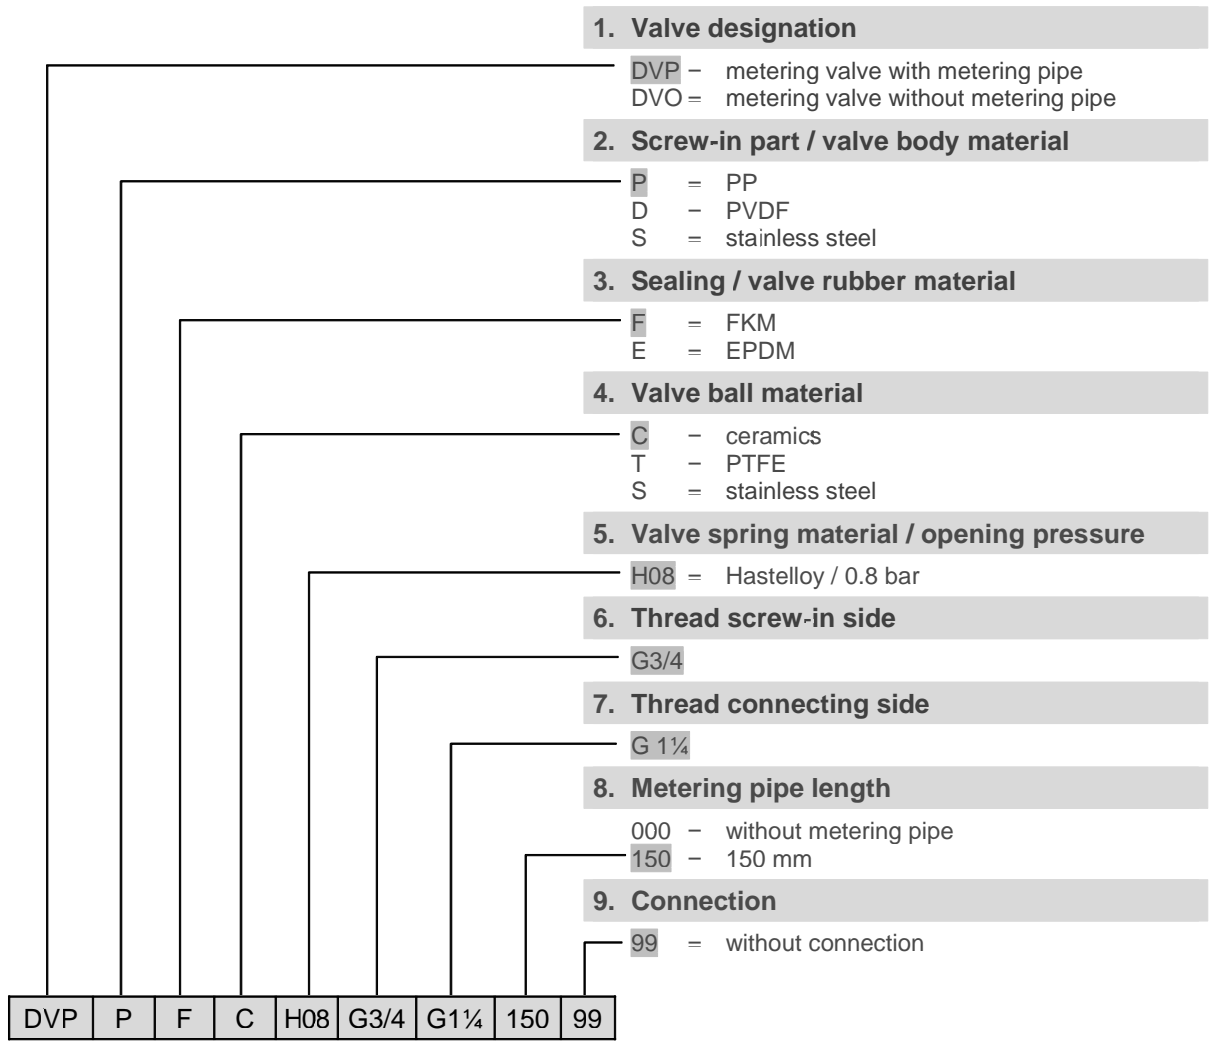 1. Valve designation
DVP – metering valve with metering pipe
DVO = metering valve without metering pipe
2. Screw-in part / valve body material
P = PP
D – PVDF
S = stainless steel
3. Sealing / valve rubber material
F = FKM
E = EPDM
4. Valve ball material
C – ceramics
T – PTFE
S = stainless steel
5. Valve spring material / opening pressure
H08 = Hastelloy / 0.8 bar
6. Thread screw-in side
G3/4
7. Thread connecting side
G 1¼
8. Metering pipe length
000 – without metering pipe
150 – 150 mm
9. Connection
99 = without connection
DVP P F C H08 G3/4 G1¼ 150 99